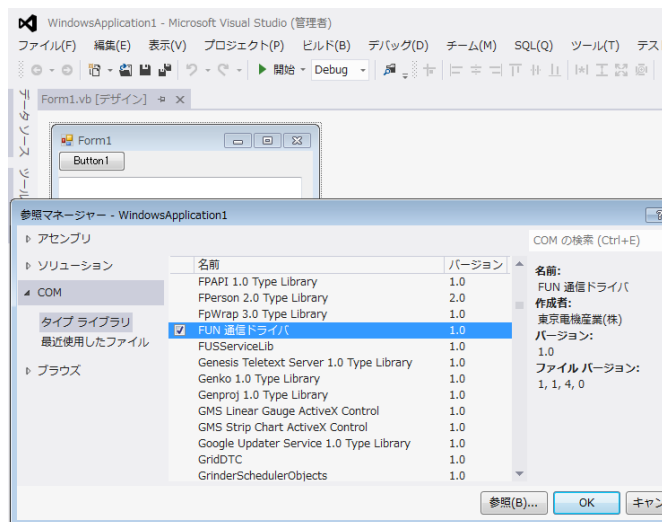 WindowsApplication1 - Microsoft Visual Studio (管理者)
ファイル(F) 編集(E) 表示(V) プロジェクト(P) ビルド(B) デバッグ(D) チーム(M) SQL(Q) ツール(T) テス
開始 Debug
データソース
Form1.vb [デザイン]
Form1
Button1
参照マネージャー - WindowsApplication1
アセンブリ
ソリューション
COM
タイプ ライブラリ
最近使用したファイル
ブラウズ
COM の検索 (Ctrl+E)
名前 バージョン
FPAPI 1.0 Type Library 1.0
FPerson 2.0 Type Library 2.0
FpWrap 3.0 Type Library 1.0
FUN 通信ドライバ 1.0
FUSServiceLib 1.0
Genesis Teletext Server 1.0 Type Library 1.0
Genko 1.0 Type Library 1.0
Genproj 1.0 Type Library 1.0
GMS Linear Gauge ActiveX Control 1.0
GMS Strip Chart ActiveX Control 1.0
Google Updater Service 1.0 Type Library 1.0
GridDTC 1.0
GrinderSchedulerObjects 1.0
名前:
FUN 通信ドライバ
作成者:
東京電機産業(株)
バージョン:
1.0
ファイル バージョン:
1, 1, 4, 0
参照(B)... OK キャン